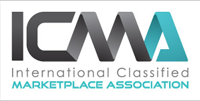 ICMA
International Classified
MARKETPLACE ASSOCIATION